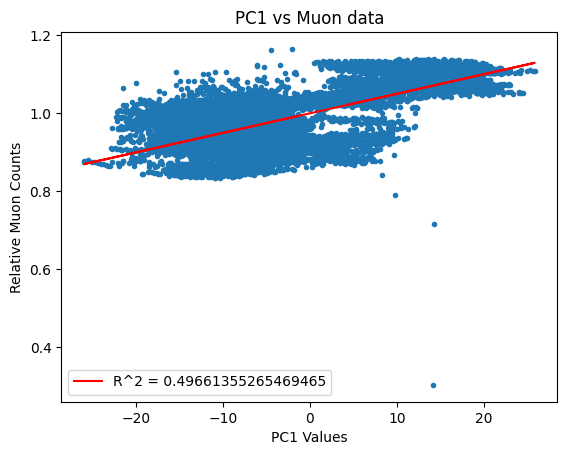 PC1 vs Muon data
Relative Muon Counts
1.2
1.0
0.8
0.6
0.4
R^2 = 0.49661355265469465
−20
−10
0
10
20
PC1 Values